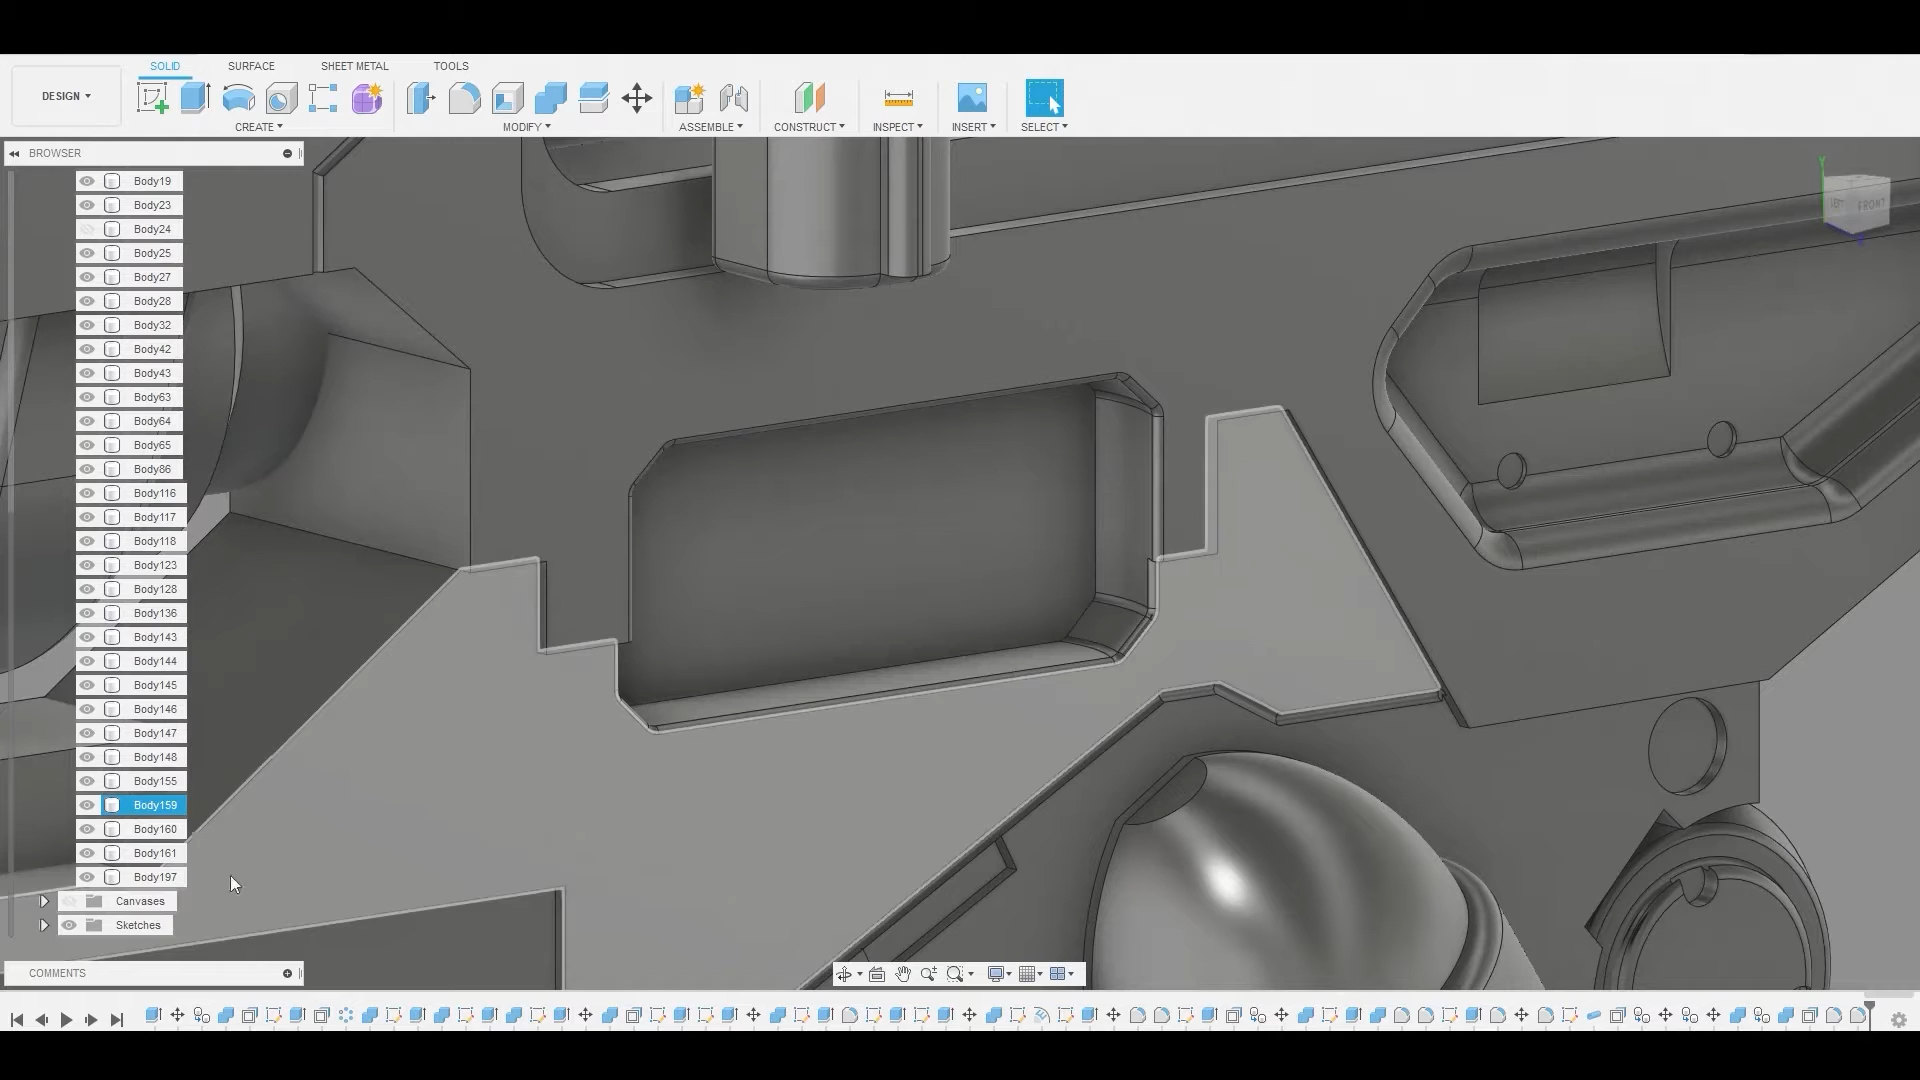 SOLID SURFACE SHEET METAL TOOLS
DESIGN
CREATE MODIFY ASSEMBLE CONSTRUCT INSPECT INSERT SELECT
BROWSER
Body19
Body23
Body24
Body25
Body27
Body28
Body32
Body42
Body43
Body63
Body64
Body65
Body86
Body116
Body117
Body118
Body123
Body128
Body136
Body143
Body144
Body145
Body146
Body147
Body148
Body155
Body159
Body160
Body161
Body197
Canvases
Sketches
COMMENTS
Y
LEFT FRONT